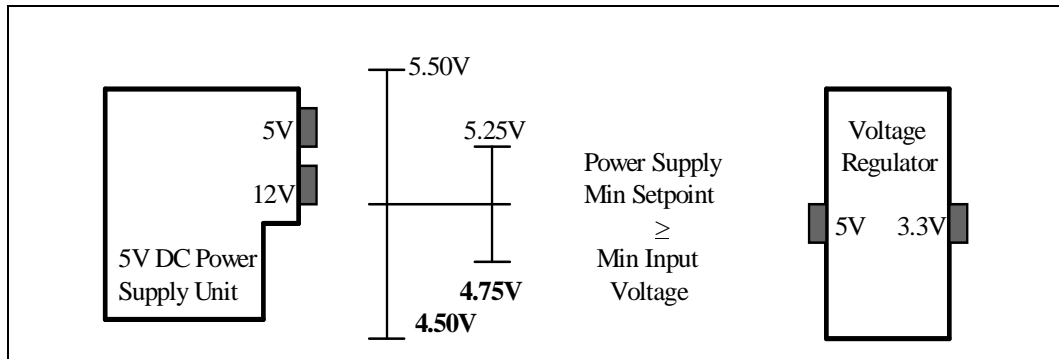 5V
12V
5V DC Power
Supply Unit
5.50V
5.25V
4.75V
4.50V
Power Supply
Min Setpoint
≥
Min Input
Voltage
Voltage
Regulator
5V 3.3V